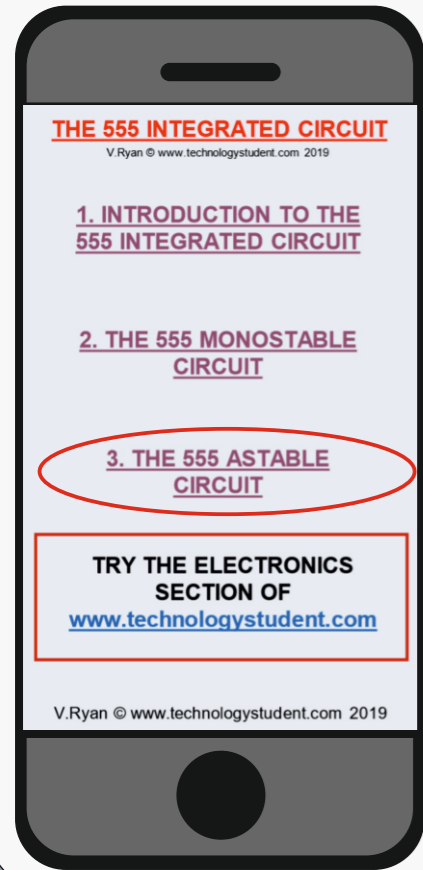 THE 555 INTEGRATED CIRCUIT
V.Ryan © www.technologystudent.com 2019
1. INTRODUCTION TO THE
555 INTEGRATED CIRCUIT
2. THE 555 MONOSTABLE
CIRCUIT
3. THE 555 ASTABLE
CIRCUIT
TRY THE ELECTRONICS
SECTION OF
www.technologystudent.com
V.Ryan © www.technologystudent.com 2019